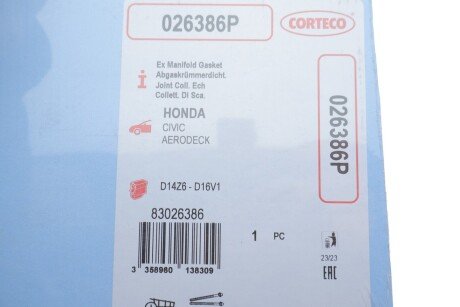 026386P
CORTECO
Ex Manifold Gasket
Abgaskrümmerdicht.
Joint Coll. Ech
Collett. Di Sca.
HONDA
CIVIC
AERODECK
026386P
D14Z6 - D16V1
83026386
1 PC
23/23
3 358960 138309
EAC